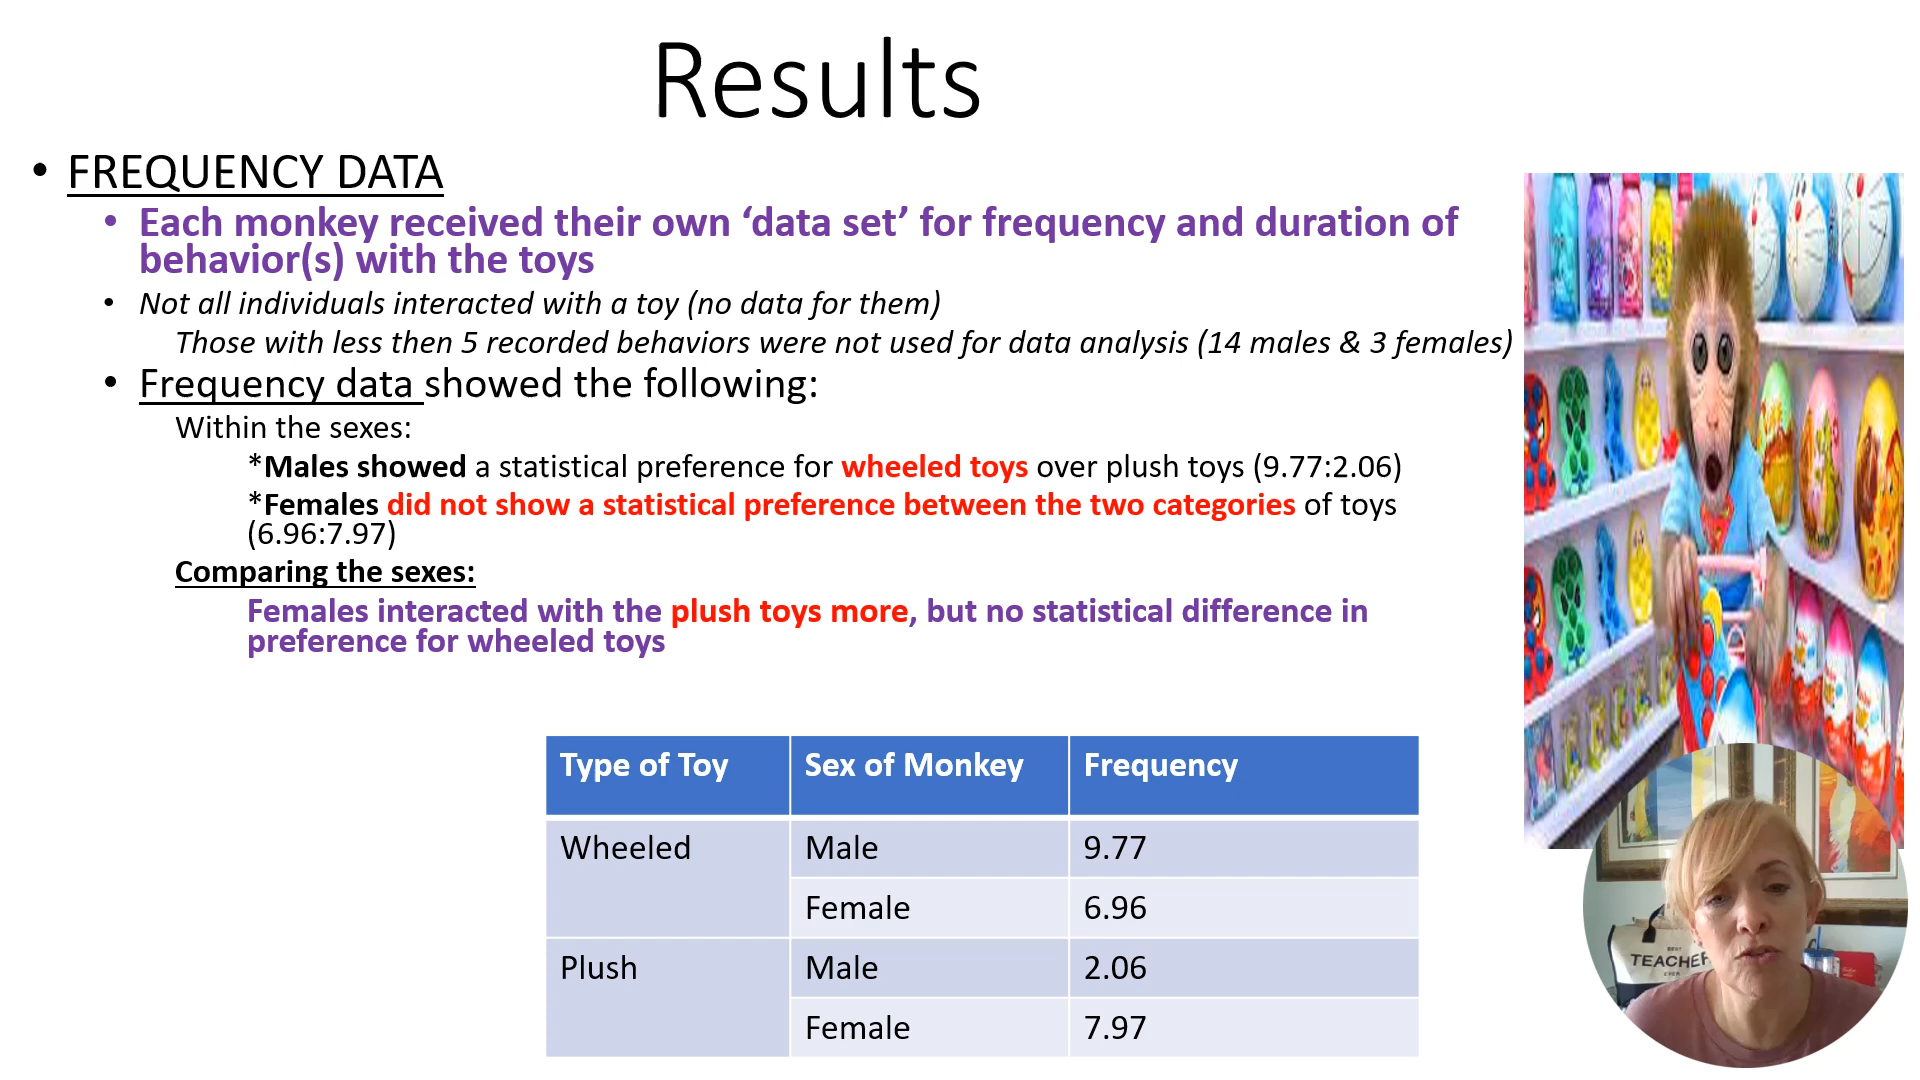 Results
• FREQUENCY DATA
• Each monkey received their own ‘data set’ for frequency and duration of
behavior(s) with the toys
• Not all individuals interacted with a toy (no data for them)
Those with less then 5 recorded behaviors were not used for data analysis (14 males & 3 females)
• Frequency data showed the following:
Within the sexes:
*Males showed a statistical preference for wheeled toys over plush toys (9.77:2.06)
*Females did not show a statistical preference between the two categories of toys
(6.96:7.97)
Comparing the sexes:
Females interacted with the plush toys more, but no statistical difference in
preference for wheeled toys
Type of Toy Sex of Monkey Frequency
Wheeled Male 9.77
Female 6.96
Plush Male 2.06
Female 7.97
BEST
TEACHER
EVER